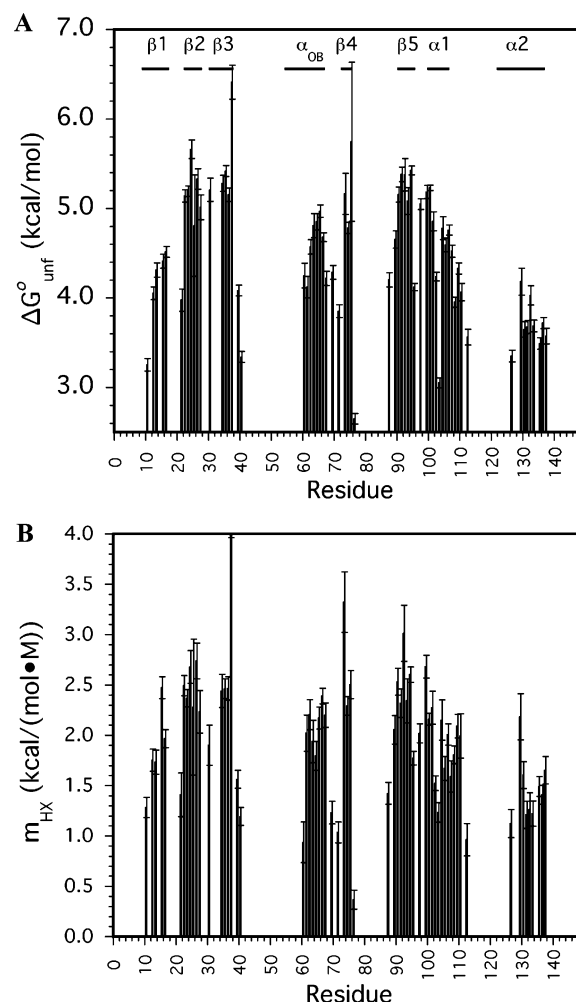 A
β1 β2 β3 αOB β4 β5 α1 α2
7.0
6.0
5.0
4.0
3.0
ΔG°unf (kcal/mol)
0 10 20 30 40 50 60 70 80 90 100 110 120 130 140
Residue
B
4.0
3.5
3.0
2.5
2.0
1.5
1.0
0.5
0.0
mHX (kcal/(mol•M))
0 10 20 30 40 50 60 70 80 90 100 110 120 130 140
Residue